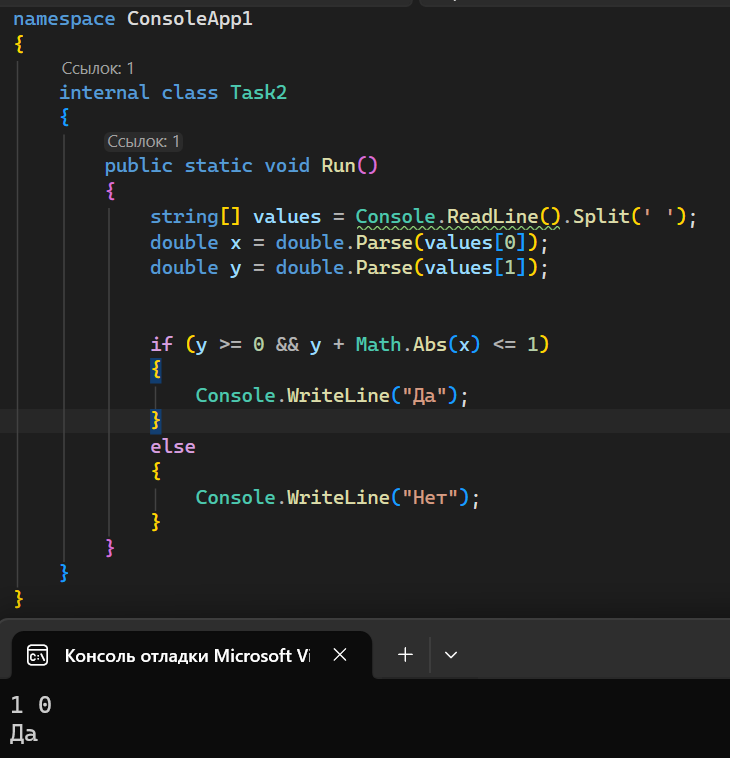 namespace ConsoleApp1
{
Ссылок: 1
internal class Task2
{
Ссылок: 1
public static void Run()
{
string[] values = Console.ReadLine().Split(' ');
double x = double.Parse(values[0]);
double y = double.Parse(values[1]);
if (y >= 0 && y + Math.Abs(x) <= 1)
{
Console.WriteLine("Да");
}
else
{
Console.WriteLine("Нет");
}
}
}
}
Консоль отладки Microsoft Vi
1 0
Да